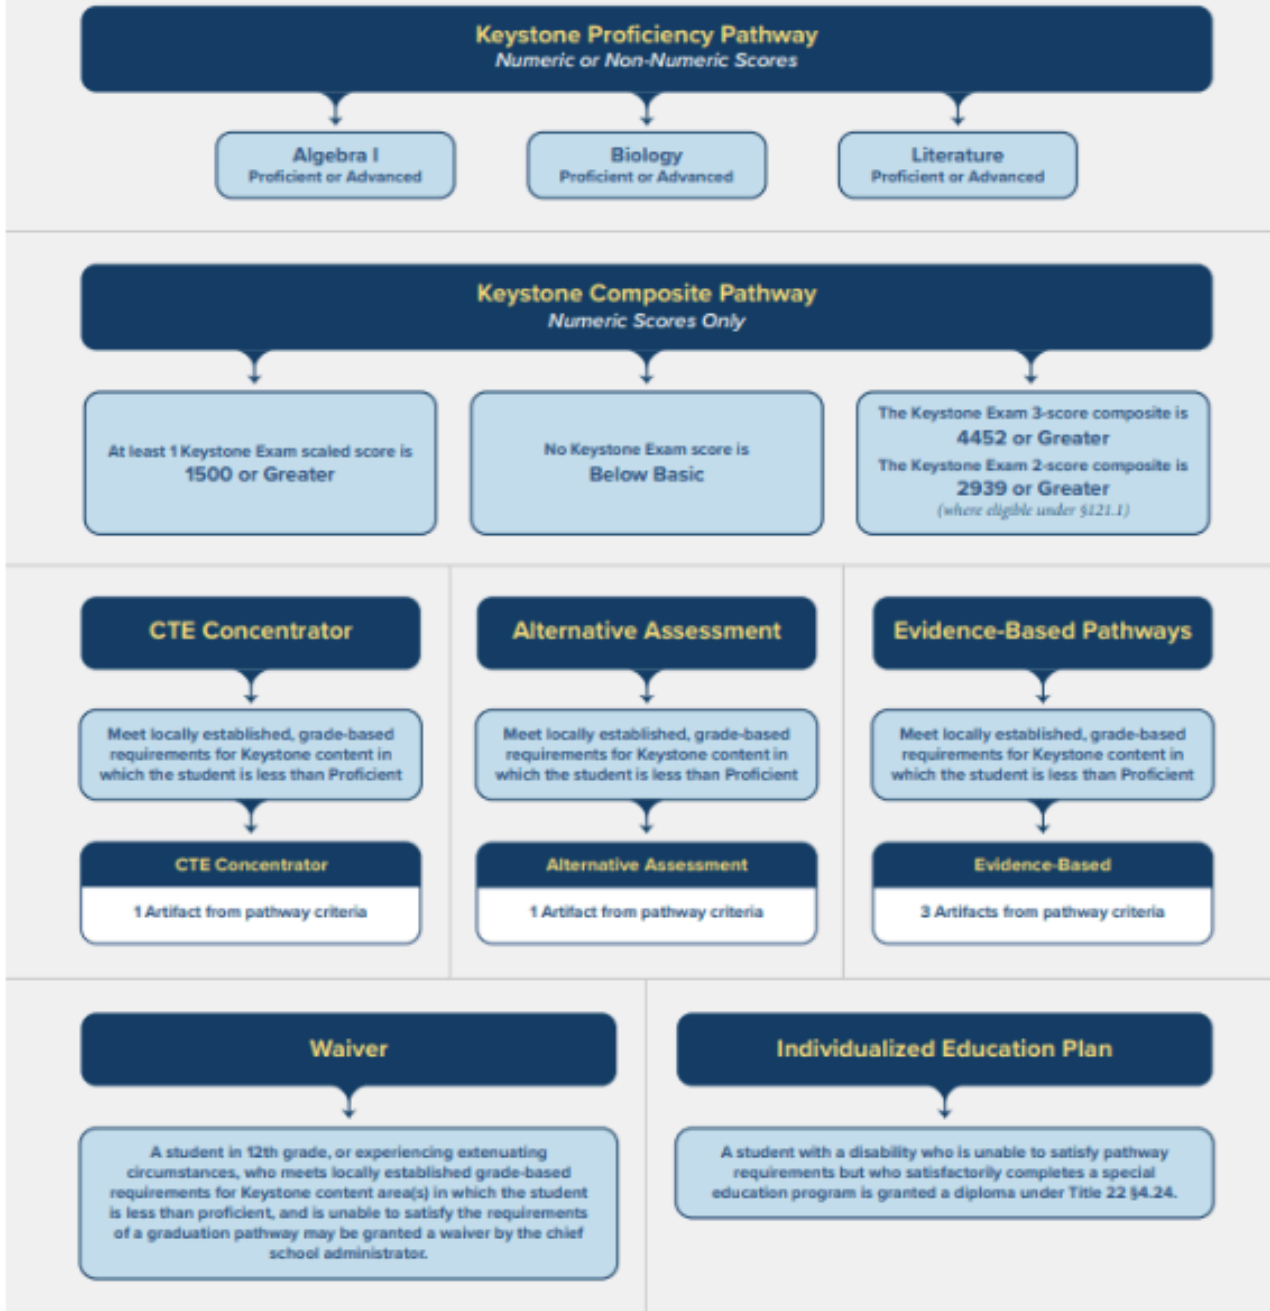 Keystone Proficiency Pathway
Numeric or Non-Numeric Scores
Algebra I
Proficient or Advanced
Biology
Proficient or Advanced
Literature
Proficient or Advanced
Keystone Composite Pathway
Numeric Scores Only
At least 1 Keystone Exam scaled score is
1500 or Greater
No Keystone Exam score is
Below Basic
The Keystone Exam 3-score composite is
4452 or Greater
The Keystone Exam 2-score composite is
2939 or Greater
(where eligible under §121.1)
CTE Concentrator
Meet locally established, grade-based
requirements for Keystone content in
which the student is less than Proficient
CTE Concentrator
1 Artifact from pathway criteria
Alternative Assessment
Meet locally established, grade-based
requirements for Keystone content in
which the student is less than Proficient
Alternative Assessment
1 Artifact from pathway criteria
Evidence-Based Pathways
Meet locally established, grade-based
requirements for Keystone content in
which the student is less than Proficient
Evidence-Based
3 Artifacts from pathway criteria
Waiver
A student in 12th grade, or experiencing extenuating
circumstances, who meets locally established grade-based
requirements for Keystone content area(s) in which the student
is less than proficient, and is unable to satisfy the requirements
of a graduation pathway may be granted a waiver by the chief
school administrator.
Individualized Education Plan
A student with a disability who is unable to satisfy pathway
requirements but who satisfactorily completes a special
education program is granted a diploma under Title 22 §4.24.